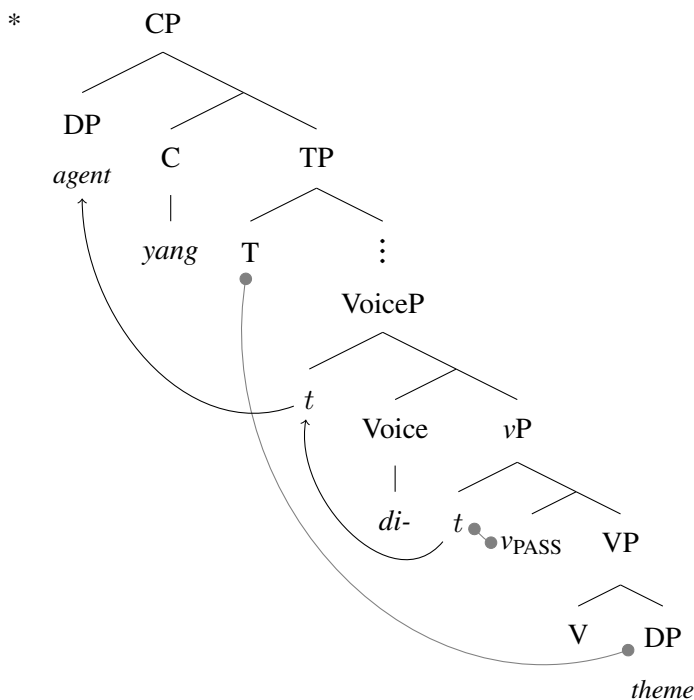 * CP
DP
agent
C TP
yang T ⋮
VoiceP
t
Voice vP
di- t vPASS VP
V DP
theme